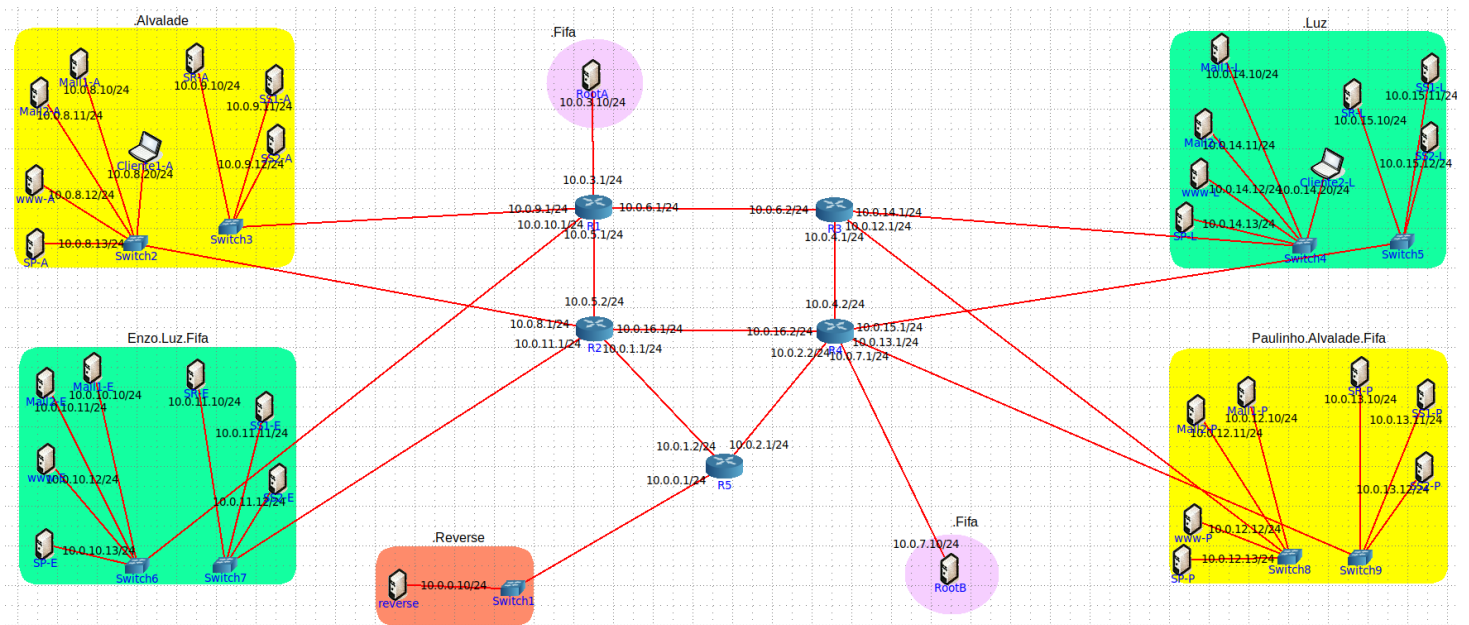 .Alvalade
Mail1-A
10.0.8.10/24
Mail2-A
10.0.8.11/24
SR-A
10.0.9.10/24
SS1-A
10.0.9.11/24
SS2-A
10.0.9.12/24
Cliente1-A
10.0.8.20/24
www-A
10.0.8.12/24
SP-A
10.0.8.13/24
Switch2
Switch3
.Fifa
RootA
10.0.3.10/24
10.0.3.1/24
10.0.9.1/24
10.0.6.1/24
10.0.10.1/24
R1
10.0.5.1/24
10.0.6.2/24
10.0.14.1/24
R3
10.0.12.1/24
10.0.4.1/24
.Luz
Mail1-L
10.0.14.10/24
SS1-L
10.0.15.11/24
SR-L
10.0.15.10/24
Mail2-L
10.0.14.11/24
SS2-L
10.0.15.12/24
www-L
10.0.14.12/24
Cliente2-L
10.0.14.20/24
SP-L
10.0.14.13/24
Switch4
Switch5
10.0.5.2/24
10.0.8.1/24
10.0.16.1/24
10.0.11.1/24
R2
10.0.1.1/24
10.0.4.2/24
10.0.16.2/24
10.0.15.1/24
R4
10.0.13.1/24
10.0.2.2/24
10.0.7.1/24
Enzo.Luz.Fifa
Mail1-E
10.0.10.10/24
Mail2-E
10.0.10.11/24
SR-E
10.0.11.10/24
SS1-E
10.0.11.11/24
www-E
10.0.10.12/24
SS2-E
10.0.11.12/24
SP-E
10.0.10.13/24
Switch6
Switch7
10.0.1.2/24
10.0.2.1/24
10.0.0.1/24
R5
.Reverse
reverse
10.0.0.10/24
Switch1
.Fifa
10.0.7.10/24
RootB
Paulinho.Alvalade.Fifa
SR-P
10.0.13.10/24
Mail1-P
10.0.12.10/24
SS1-P
10.0.13.11/24
Mail2-P
10.0.12.11/24
SS2-P
10.0.13.12/24
www-P
10.0.12.12/24
SP-P
10.0.12.13/24
Switch8
Switch9